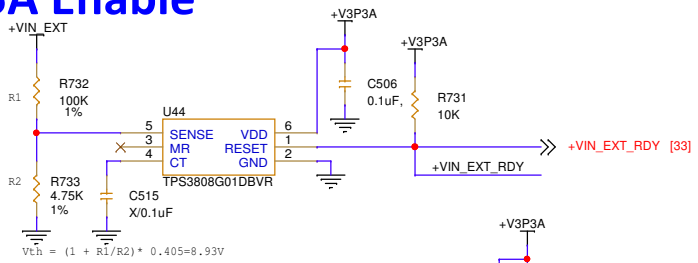 3A Enable
+VIN_EXT
+V3P3A
+V3P3A
R1
R732
100K
1%
C506
0.1uF,
R731
10K
U44
5 SENSE VDD 6
3 MR RESET 1
4 CT GND 2
TPS3808G01DBVR
+VIN_EXT_RDY [33]
+VIN_EXT_RDY
R2
R733
4.75K
1%
C515
X/0.1uF
+V3P3A
Vth = (1 + R1/R2)* 0.405=8.93V